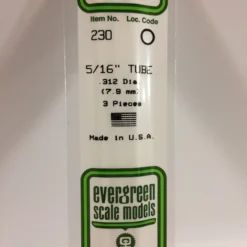 Item No. Loc. Code
230 O
5/16" TUBE
.312 Dia.
(7.9 mm)
3 Pieces
Made in U.S.A.
evergreen
scale models